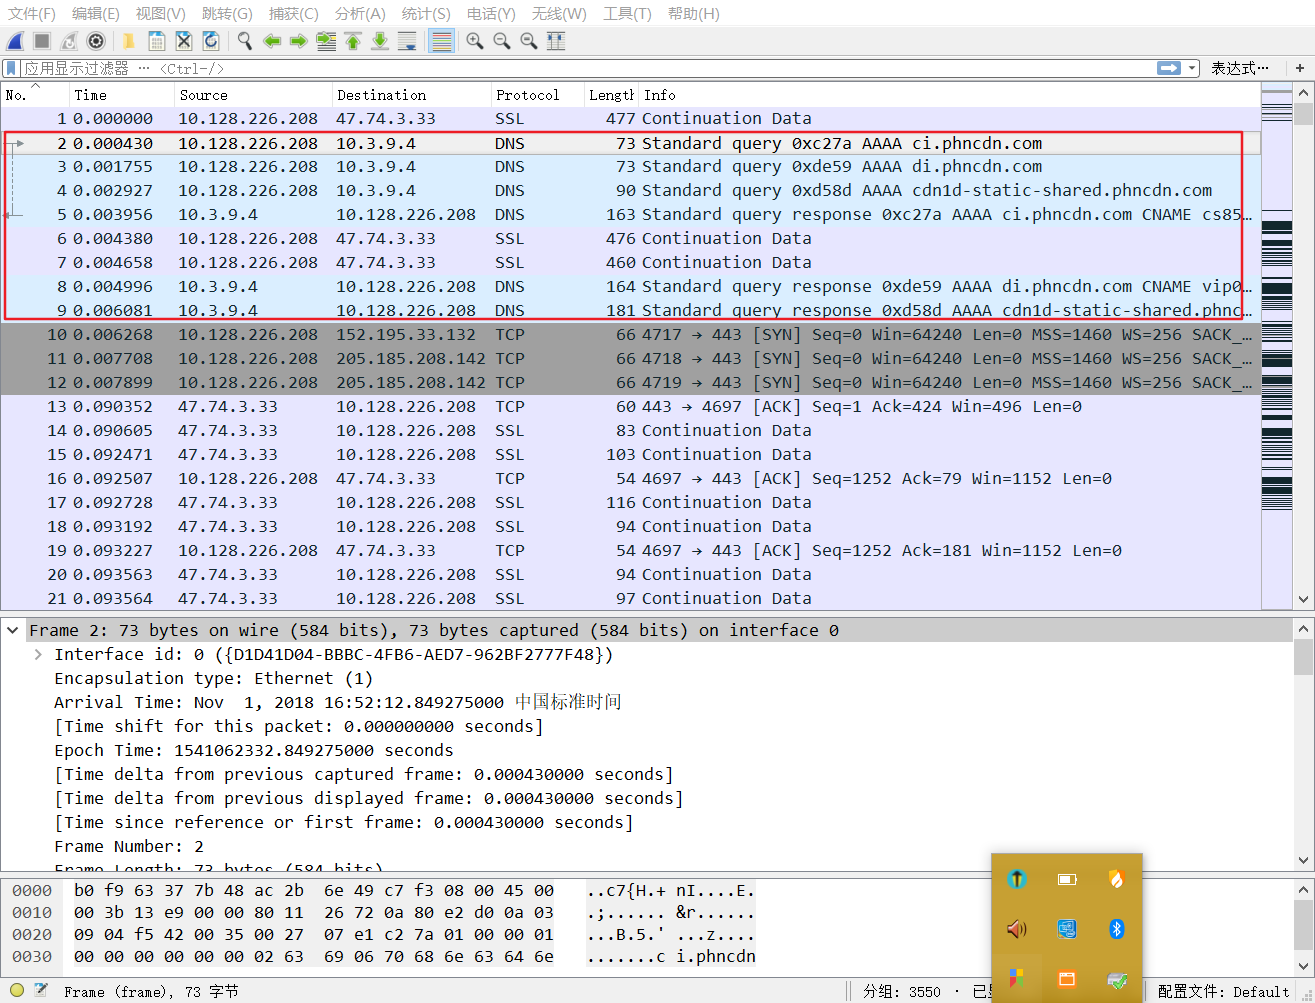 文件(F) 编辑(E) 视图(V) 跳转(G) 捕获(C) 分析(A) 统计(S) 电话(Y) 无线(W) 工具(T) 帮助(H)
应用显示过滤器 … <Ctrl-/> 表达式… +
No. Time Source Destination Protocol Length Info
1 0.000000 10.128.226.208 47.74.3.33 SSL 477 Continuation Data
2 0.000430 10.128.226.208 10.3.9.4 DNS 73 Standard query 0xc27a AAAA ci.phncdn.com
3 0.001755 10.128.226.208 10.3.9.4 DNS 73 Standard query 0xde59 AAAA di.phncdn.com
4 0.002927 10.128.226.208 10.3.9.4 DNS 90 Standard query 0xd58d AAAA cdn1d-static-shared.phncdn.com
5 0.003956 10.3.9.4 10.128.226.208 DNS 163 Standard query response 0xc27a AAAA ci.phncdn.com CNAME cs85…
6 0.004380 10.128.226.208 47.74.3.33 SSL 476 Continuation Data
7 0.004658 10.128.226.208 47.74.3.33 SSL 460 Continuation Data
8 0.004996 10.3.9.4 10.128.226.208 DNS 164 Standard query response 0xde59 AAAA di.phncdn.com CNAME vip0…
9 0.006081 10.3.9.4 10.128.226.208 DNS 181 Standard query response 0xd58d AAAA cdn1d-static-shared.phnc…
10 0.006268 10.128.226.208 152.195.33.132 TCP 66 4717 → 443 [SYN] Seq=0 Win=64240 Len=0 MSS=1460 WS=256 SACK_…
11 0.007708 10.128.226.208 205.185.208.142 TCP 66 4718 → 443 [SYN] Seq=0 Win=64240 Len=0 MSS=1460 WS=256 SACK_…
12 0.007899 10.128.226.208 205.185.208.142 TCP 66 4719 → 443 [SYN] Seq=0 Win=64240 Len=0 MSS=1460 WS=256 SACK_…
13 0.090352 47.74.3.33 10.128.226.208 TCP 60 443 → 4697 [ACK] Seq=1 Ack=424 Win=496 Len=0
14 0.090605 47.74.3.33 10.128.226.208 SSL 83 Continuation Data
15 0.092471 47.74.3.33 10.128.226.208 SSL 103 Continuation Data
16 0.092507 10.128.226.208 47.74.3.33 TCP 54 4697 → 443 [ACK] Seq=1252 Ack=79 Win=1152 Len=0
17 0.092728 47.74.3.33 10.128.226.208 SSL 116 Continuation Data
18 0.093192 47.74.3.33 10.128.226.208 SSL 94 Continuation Data
19 0.093227 10.128.226.208 47.74.3.33 TCP 54 4697 → 443 [ACK] Seq=1252 Ack=181 Win=1152 Len=0
20 0.093563 47.74.3.33 10.128.226.208 SSL 94 Continuation Data
21 0.093564 47.74.3.33 10.128.226.208 SSL 97 Continuation Data
Frame 2: 73 bytes on wire (584 bits), 73 bytes captured (584 bits) on interface 0
Interface id: 0 ({D1D41D04-BBBC-4FB6-AED7-962BF2777F48})
Encapsulation type: Ethernet (1)
Arrival Time: Nov  1, 2018 16:52:12.849275000 中国标准时间
[Time shift for this packet: 0.000000000 seconds]
Epoch Time: 1541062332.849275000 seconds
[Time delta from previous captured frame: 0.000430000 seconds]
[Time delta from previous displayed frame: 0.000430000 seconds]
[Time since reference or first frame: 0.000430000 seconds]
Frame Number: 2
Frame Length: 73 bytes (584 bits)
0000 b0 f9 63 37 7b 48 ac 2b 6e 49 c7 f3 08 00 45 00 ..c7{H.+ nI....E.
0010 00 3b 13 e9 00 00 80 11 26 72 0a 80 e2 d0 0a 03 .;...... &r......
0020 09 04 f5 42 00 35 00 27 07 e1 c2 7a 01 00 00 01 ...B.5.' ...z....
0030 00 00 00 00 00 00 02 63 69 06 70 68 6e 63 64 6e .......c i.phncdn
Frame (frame), 73 字节 分组: 3550 · 已 配置文件: Default